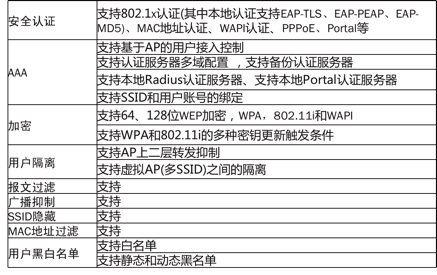 安全认证
支持802.1x认证(其中本地认证支持EAP-TLS、EAP-PEAP、EAP-
MD5)、MAC地址认证、WAPI认证、PPPoE、Portal等
AAA
支持基于AP的用户接入控制
支持认证服务器多域配置 ，支持备份认证服务器
支持本地Radius认证服务器、支持本地Portal认证服务器
支持SSID和用户账号的绑定
加密
支持64、128位WEP加密，WPA，802.11i和WAPI
支持WPA和802.11i的多种密钥更新触发条件
用户隔离
支持AP上二层转发抑制
支持虚拟AP(多SSID)之间的隔离
报文过滤 支持
广播抑制 支持
SSID隐藏 支持
MAC地址过滤 支持
用户黑白名单
支持白名单
支持静态和动态黑名单